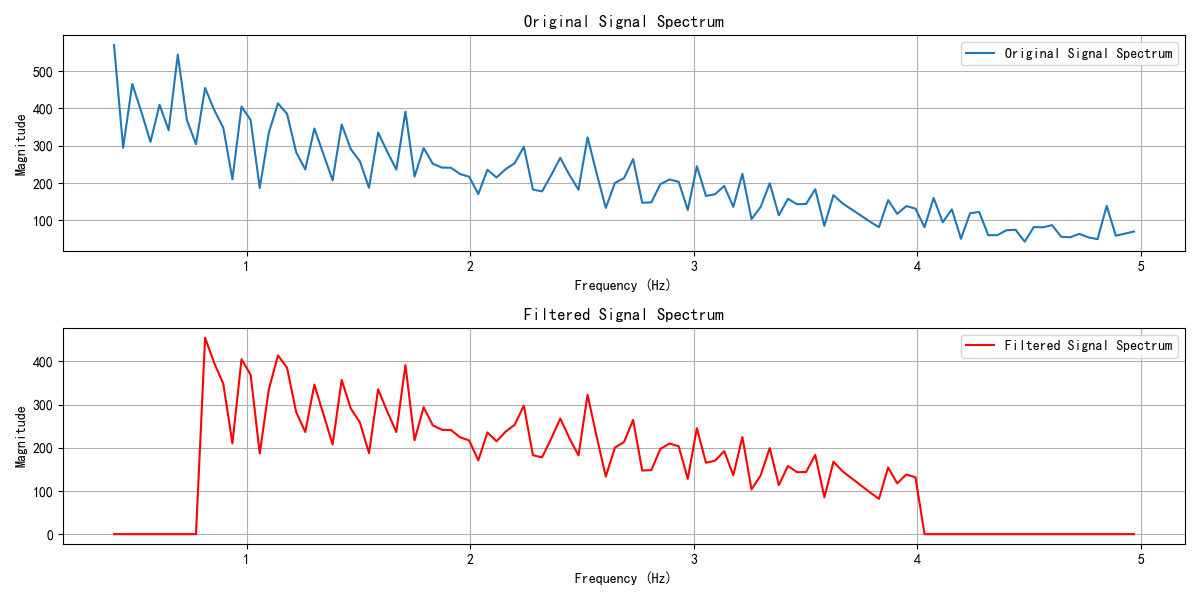 Original Signal Spectrum
Original Signal Spectrum
500
400
300
200
100
Magnitude
1 2 3 4 5
Frequency (Hz)
Filtered Signal Spectrum
Filtered Signal Spectrum
400
300
200
100
0
Magnitude
1 2 3 4 5
Frequency (Hz)